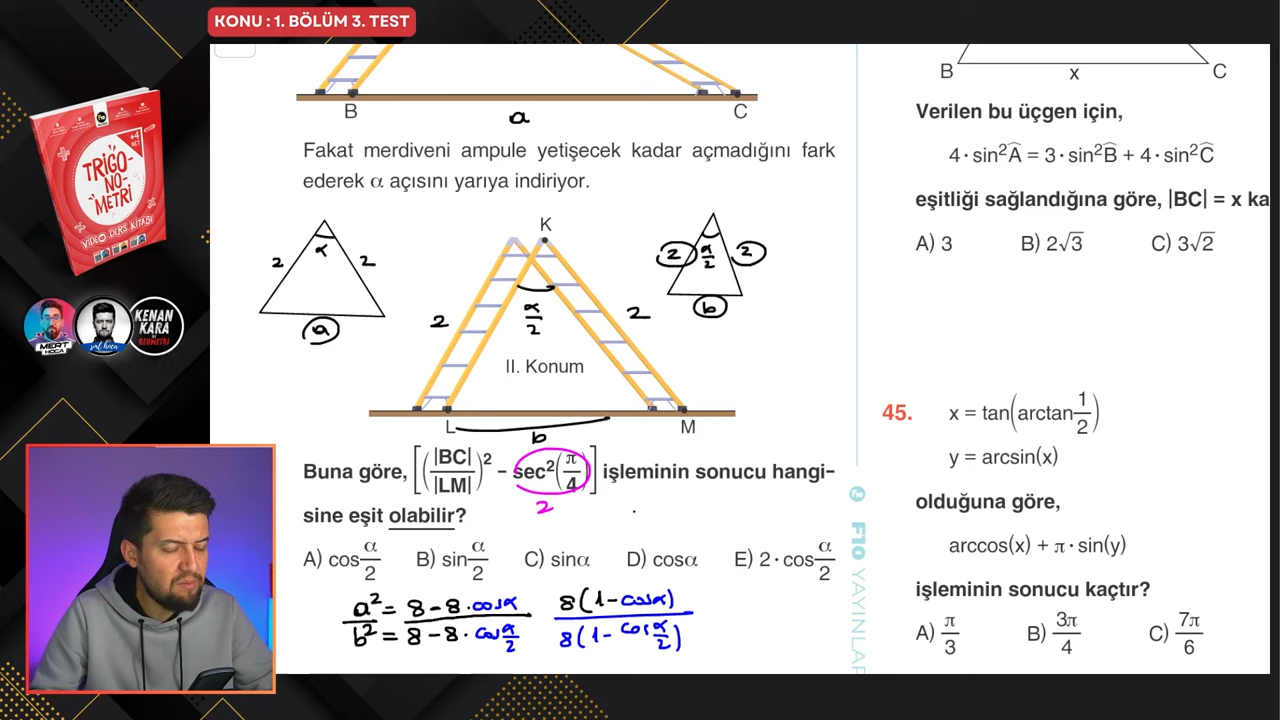 KONU : 1. BÖLÜM 3. TEST
+4 NET
TRİGO-
NO-
METRİ
VİDEO DERS KİTABI
MERT HOCA
KENAN
KARA
GEOMETRİ
B
C
a
Fakat merdiveni ampule yetişecek kadar açmadığını fark
ederek α açısını yarıya indiriyor.
α
2
2
a
K
α/2
2
2
II. Konum
L
M
b
α/2
2
2
b
Buna göre, [(|BC|/|LM|)² - sec²(π/4)] işleminin sonucu hangi-
2
sine eşit olabilir?
A) cos α/2 B) sin α/2 C) sinα D) cosα E) 2·cos α/2
a² = 8-8·cosα
b² = 8-8·cos α/2
8(1-cosα)
8(1-cos α/2)
B
x
C
Verilen bu üçgen için,
4·sin²Â = 3·sin²B̂ + 4·sin²Ĉ
eşitliği sağlandığına göre, |BC| = x ka
A) 3 B) 2√3 C) 3√2
45. x = tan(arctan 1/2)
y = arcsin(x)
olduğuna göre,
arccos(x) + π·sin(y)
işleminin sonucu kaçtır?
A) π/3 B) 3π/4 C) 7π/6
F10 YAYINLAR